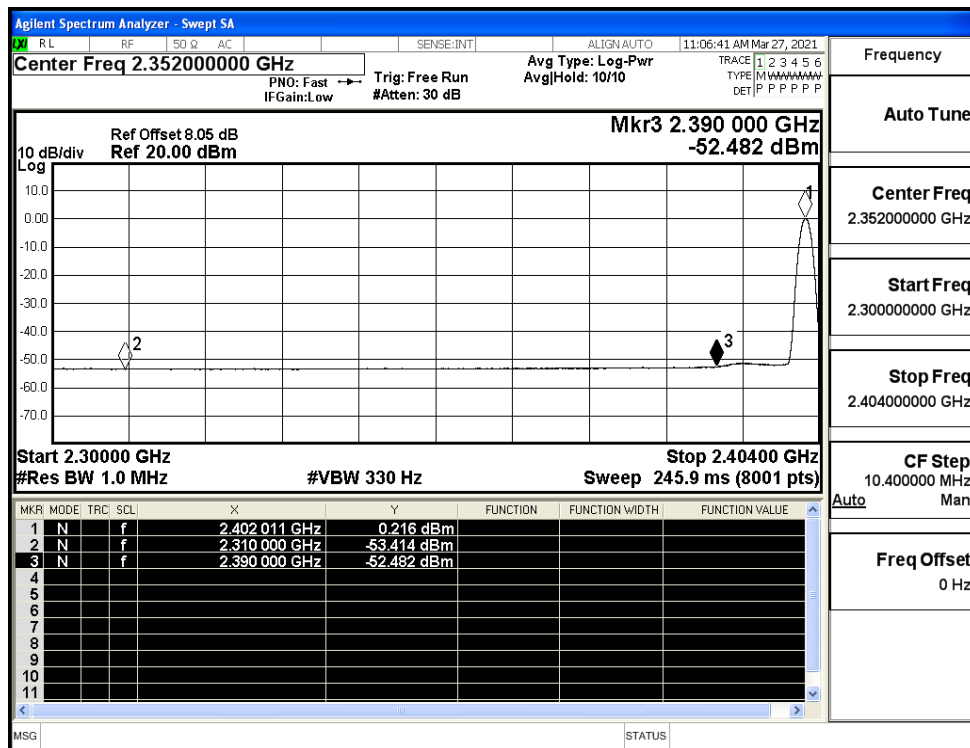 Agilent Spectrum Analyzer - Swept SA
LXI RL RF 50 Ω AC SENSE:INT ALIGN AUTO 11:06:41 AM Mar 27, 2021
Center Freq 2.352000000 GHz
PNO: Fast
IFGain:Low
Trig: Free Run
#Atten: 30 dB
Avg Type: Log-Pwr
Avg|Hold: 10/10
TRACE 1 2 3 4 5 6
TYPE M W W W W W
DET P P P P P P
Ref Offset 8.05 dB
10 dB/div Ref 20.00 dBm
Log
Mkr3 2.390 000 GHz
-52.482 dBm
10.0
0.00
-10.0
-20.0
-30.0
-40.0
-50.0
-60.0
-70.0
1
2
3
Start 2.30000 GHz Stop 2.40400 GHz
#Res BW 1.0 MHz #VBW 330 Hz Sweep 245.9 ms (8001 pts)
MKR MODE TRC SCL X Y FUNCTION FUNCTION WIDTH FUNCTION VALUE
1 N f 2.402 011 GHz 0.216 dBm
2 N f 2.310 000 GHz -53.414 dBm
3 N f 2.390 000 GHz -52.482 dBm
4
5
6
7
8
9
10
11
MSG STATUS
Frequency
Auto Tune
Center Freq
2.352000000 GHz
Start Freq
2.300000000 GHz
Stop Freq
2.404000000 GHz
CF Step
10.400000 MHz
Auto Man
Freq Offset
0 Hz